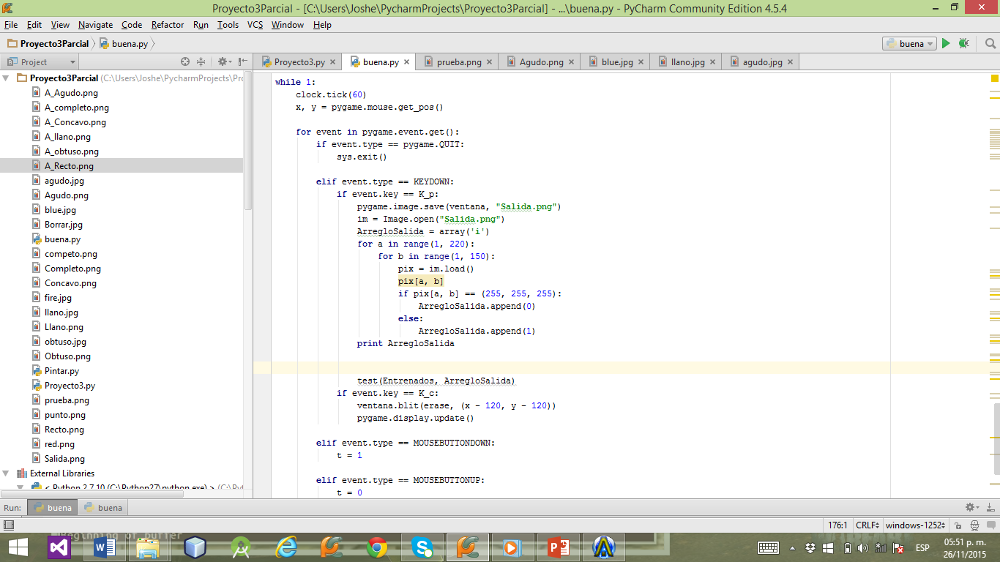 Proyecto3Parcial - [C:\Users\Joshe\PycharmProjects\Proyecto3Parcial] - ...\buena.py - PyCharm Community Edition 4.5.4
File Edit View Navigate Code Refactor Run Tools VCS Window Help
Proyecto3Parcial buena.py buena
Project Proyecto3.py buena.py prueba.png Agudo.png blue.jpg llano.jpg agudo.jpg
Proyecto3Parcial (C:\Users\Joshe\PycharmProjects\Pro
A_Agudo.png
A_completo.png
A_Concavo.png
A_llano.png
A_obtuso.png
A_Recto.png
agudo.jpg
Agudo.png
blue.jpg
Borrar.jpg
buena.py
competo.png
Completo.png
Concavo.png
fire.jpg
llano.jpg
Llano.png
obtuso.jpg
Obtuso.png
Pintar.py
Proyecto3.py
prueba.png
punto.png
Recto.png
red.png
Salida.png
External Libraries
< Python 2.7.10 (C:\Python27\python.exe) > (C:\Pyt
while 1:
    clock.tick(60)
    x, y = pygame.mouse.get_pos()
    for event in pygame.event.get():
        if event.type == pygame.QUIT:
            sys.exit()
        elif event.type == KEYDOWN:
            if event.key == K_p:
                pygame.image.save(ventana, "Salida.png")
                im = Image.open("Salida.png")
                ArregloSalida = array('i')
                for a in range(1, 220):
                    for b in range(1, 150):
                        pix = im.load()
                        pix[a, b]
                        if pix[a, b] == (255, 255, 255):
                            ArregloSalida.append(0)
                        else:
                            ArregloSalida.append(1)
                print ArregloSalida
                test(Entrenados, ArregloSalida)
            if event.key == K_c:
                ventana.blit(erase, (x - 120, y - 120))
                pygame.display.update()
        elif event.type == MOUSEBUTTONDOWN:
            t = 1
        elif event.type == MOUSEBUTTONUP:
            t = 0
Run: buena buena
176:1 CRLF windows-1252
Beginning of buffer
ESP 05:51 p. m.
26/11/2015